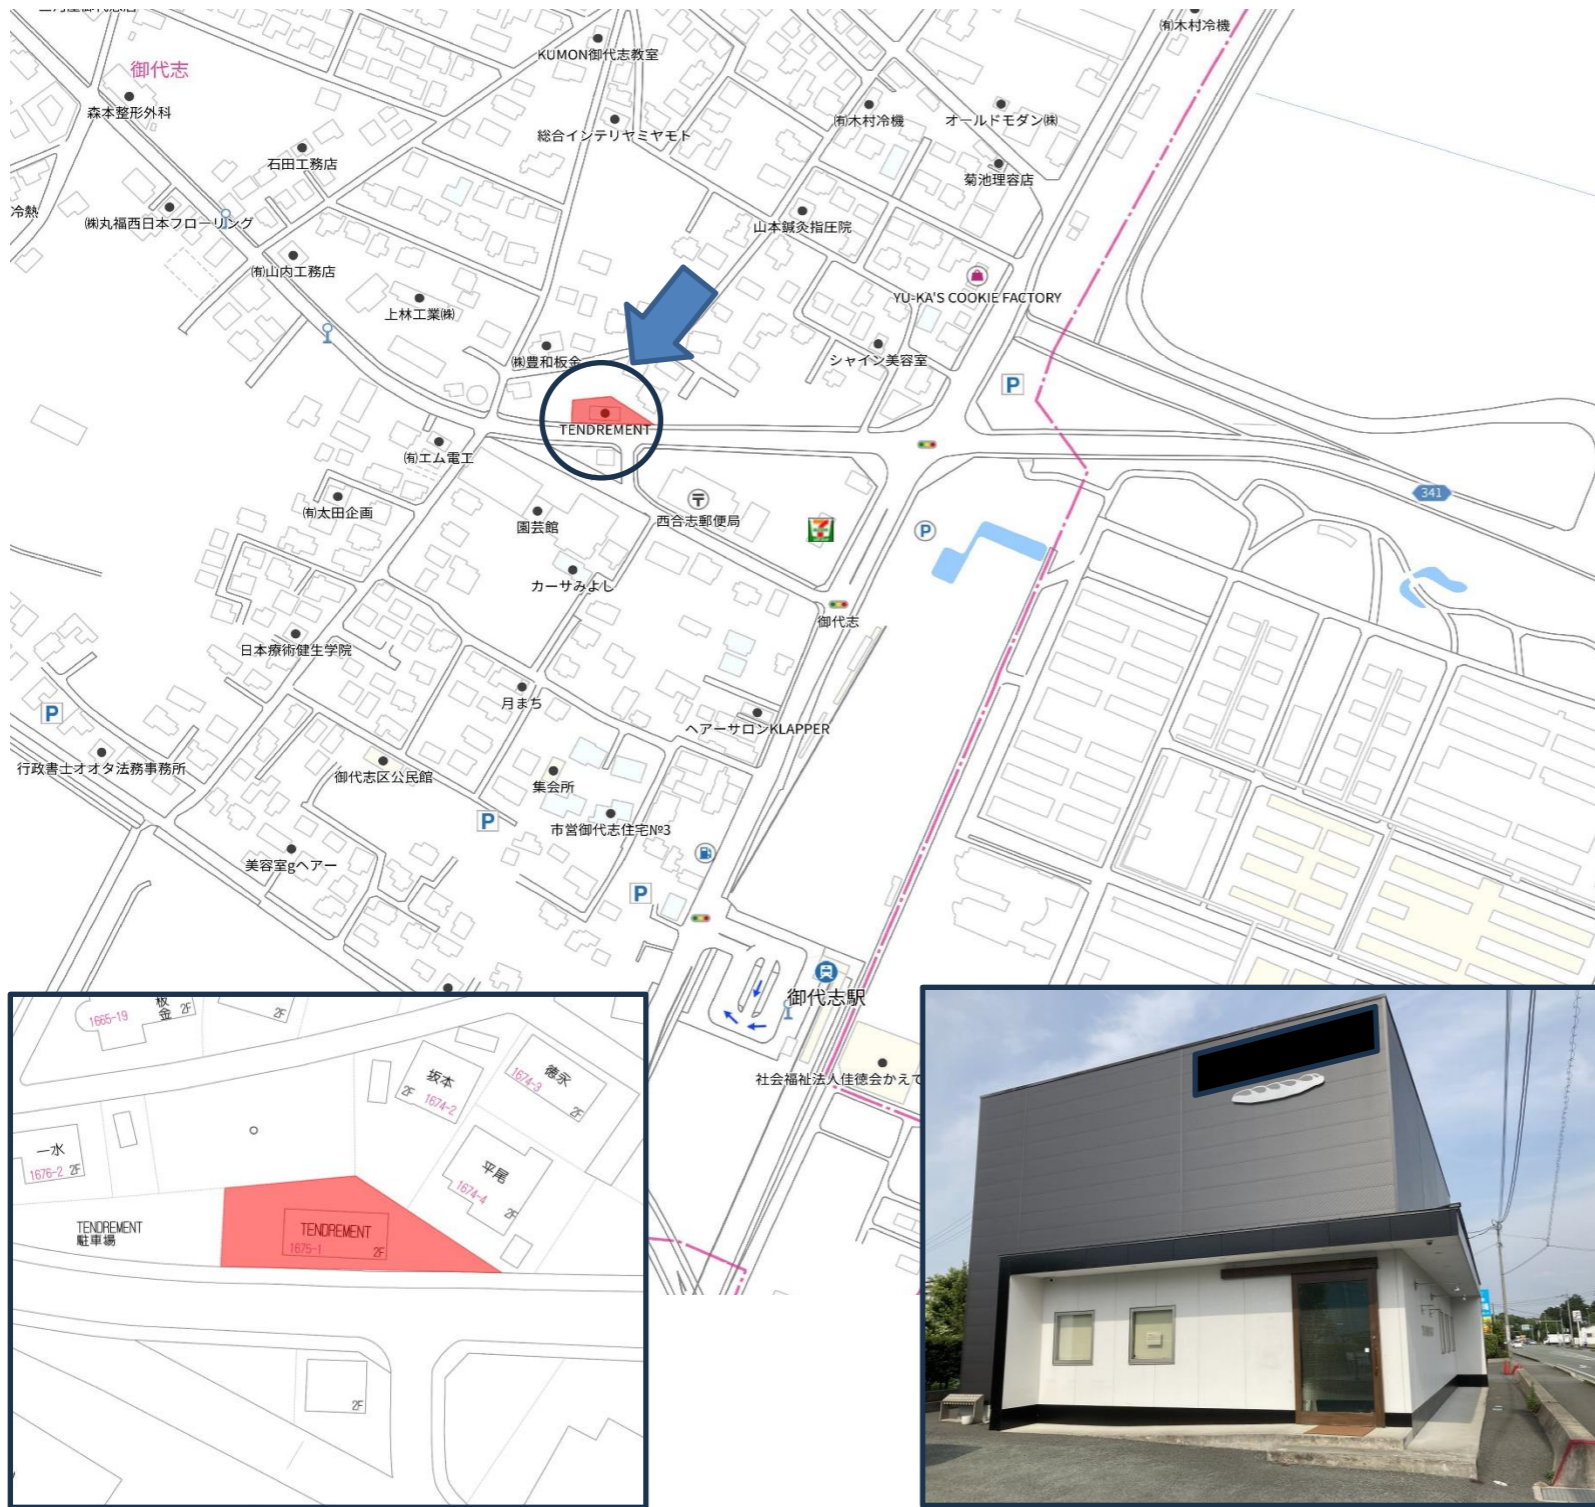 ㈲木村冷機
KUMON御代志教室
御代志
森本整形外科
総合インテリヤミヤモト
㈲木村冷機
オールドモダン㈱
石田工務店
菊池理容店
冷熱
㈱丸福西日本フローリング
山本鍼灸指圧院
㈲山内工務店
YU-KA'S COOKIE FACTORY
上林工業㈱
㈱豊和板金
シャイン美容室
P
TENDREMENT
㈲エム電工
341
㈲太田企画
園芸館
西合志郵便局
P
カーサみよし
御代志
日本療術健生学院
月まち
P
ヘアーサロンKLAPPER
行政書士オオタ法務事務所
御代志区公民館
集会所
P
市営御代志住宅№3
美容室gヘアー
P
御代志駅
社会福祉法人佳徳会かえで
1665-19
板金
2F
2F
坂本
2F
1674-2
徳永
1674-3
2F
一水
1676-2
2F
平尾
1674-4
2F
TENDREMENT
駐車場
TENDREMENT
1675-1
2F
2F